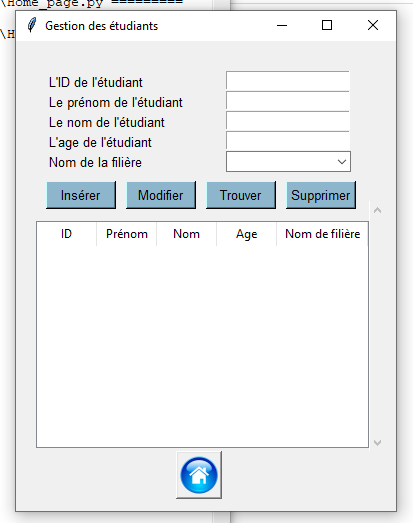 \Home_page.py =========
Gestion des étudiants
\H
L'ID de l'étudiant
Le prénom de l'étudiant
Le nom de l'étudiant
L'age de l'étudiant
Nom de la filière
Insérer Modifier Trouver Supprimer
ID Prénom Nom Age Nom de filière